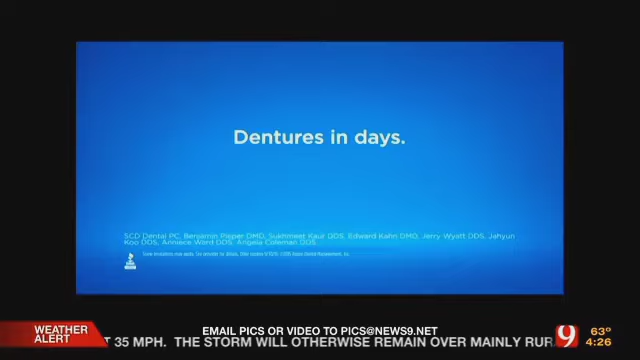 Dentures in days.
SCD Dental PC, Benjamin Pieper DMD, Sukhmeet Kaur DDS, Edward Kahn DMD, Jerry Wyatt DDS, Jahyun
Koo DDS, Anniece Ward DDS, Angela Coleman DDS
WEATHER
ALERT
EMAIL PICS OR VIDEO TO PICS@NEWS9.NET
T 35 MPH. THE STORM WILL OTHERWISE REMAIN OVER MAINLY RUR
9
63°
4:26